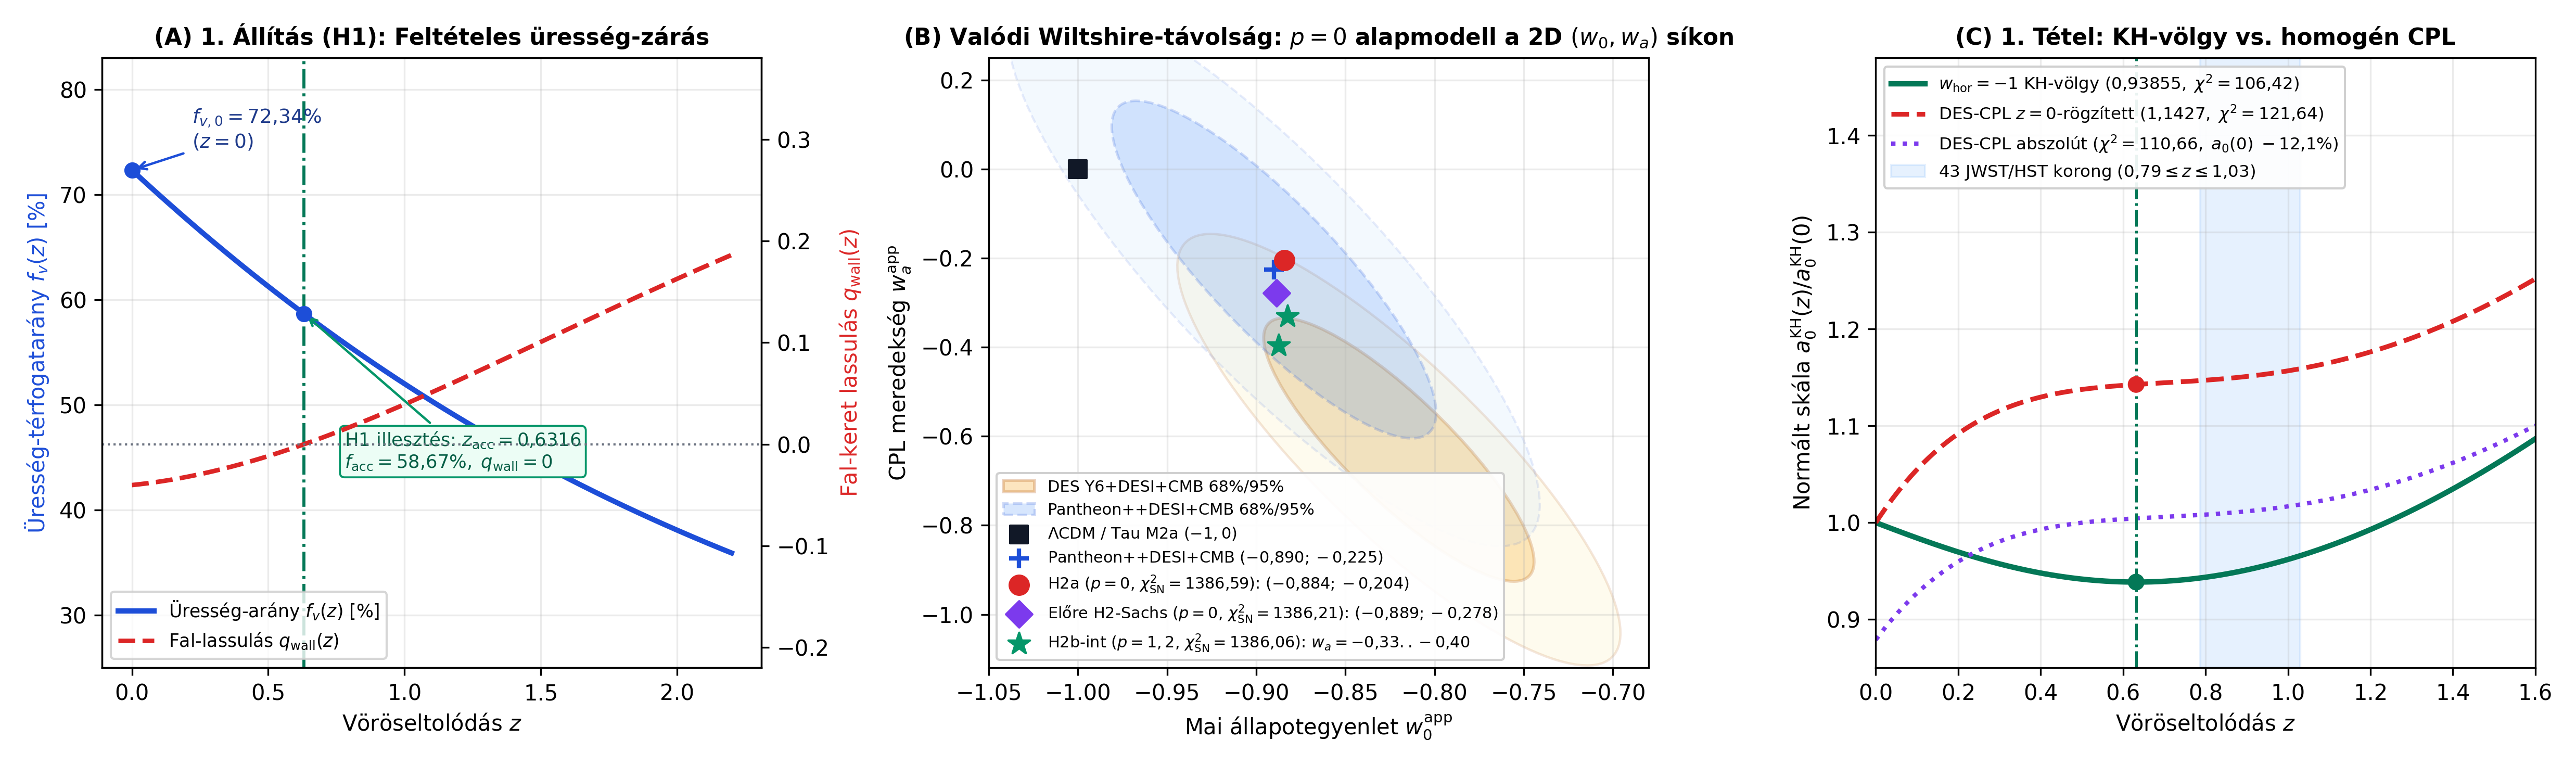 (A) 1. Állítás (H1): Feltételes üresség-zárás
Üresség-térfogatarány f_v(z) [%]
80
70
60
50
40
30
f_{v,0} = 72,34%
(z = 0)
H1 illesztés: z_acc = 0,6316
f_acc = 58,67%, q_wall = 0
Üresség-arány f_v(z) [%]
Fal-lassulás q_wall(z)
0.3
0.2
0.1
0.0
−0.1
−0.2
Fal-keret lassulás q_wall(z)
0.0 0.5 1.0 1.5 2.0
Vöröseltolódás z
(B) Valódi Wiltshire-távolság: p = 0 alapmodell a 2D (w_0, w_a) síkon
CPL meredekség w_a^app
0.2
0.0
−0.2
−0.4
−0.6
−0.8
−1.0
DES Y6+DESI+CMB 68%/95%
Pantheon++DESI+CMB 68%/95%
ΛCDM / Tau M2a (−1, 0)
Pantheon++DESI+CMB (−0,890; −0,225)
H2a (p = 0, χ²_SN = 1386,59): (−0,884; −0,204)
Előre H2-Sachs (p = 0, χ²_SN = 1386,21): (−0,889; −0,278)
H2b-int (p = 1, 2, χ²_SN = 1386,06): w_a = −0,33.. −0,40
−1.05 −1.00 −0.95 −0.90 −0.85 −0.80 −0.75 −0.70
Mai állapotegyenlet w_0^app
(C) 1. Tétel: KH-völgy vs. homogén CPL
Normált skála a_0^KH(z)/a_0^KH(0)
1.4
1.3
1.2
1.1
1.0
0.9
w_hor = −1 KH-völgy (0,93855, χ² = 106,42)
DES-CPL z = 0-rögzített (1,1427, χ² = 121,64)
DES-CPL abszolút (χ² = 110,66, a_0(0) −12,1%)
43 JWST/HST korong (0,79 ≤ z ≤ 1,03)
0.0 0.2 0.4 0.6 0.8 1.0 1.2 1.4 1.6
Vöröseltolódás z